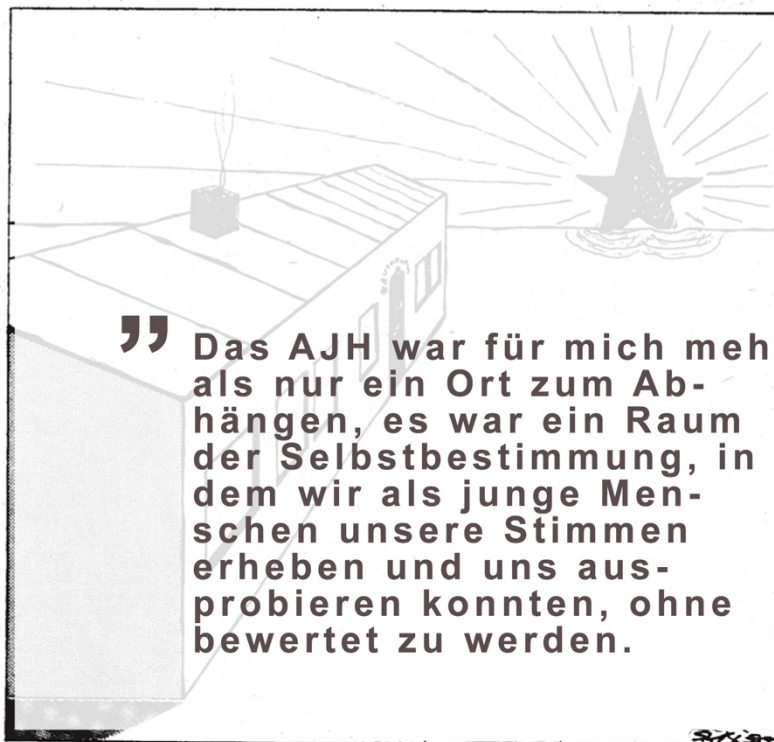 ” Das AJH war für mich meh
als nur ein Ort zum Ab-
hängen, es war ein Raum
der Selbstbestimmung, in
dem wir als junge Men-
schen unsere Stimmen
erheben und uns aus-
probieren konnten, ohne
bewertet zu werden.